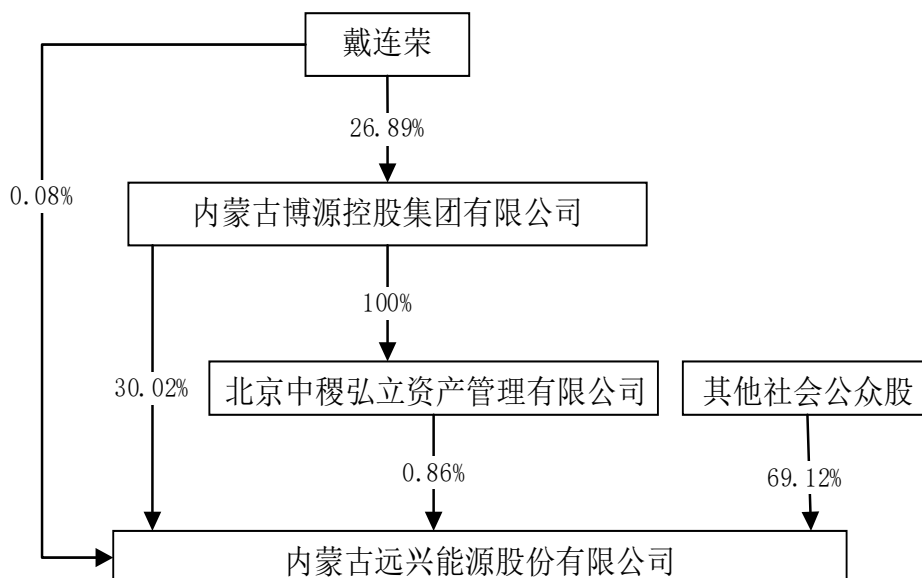 戴连荣
26.89%
0.08%
内蒙古博源控股集团有限公司
100%
30.02%
北京中稷弘立资产管理有限公司
其他社会公众股
0.86%
69.12%
内蒙古远兴能源股份有限公司